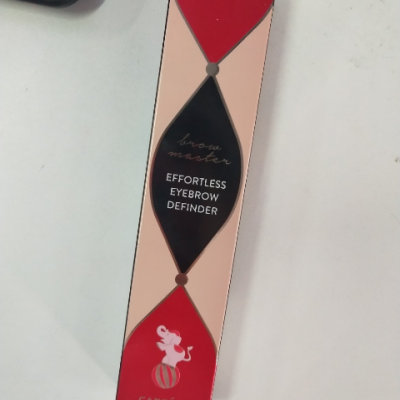 brow
master
EFFORTLESS
EYEBROW
DEFINDER